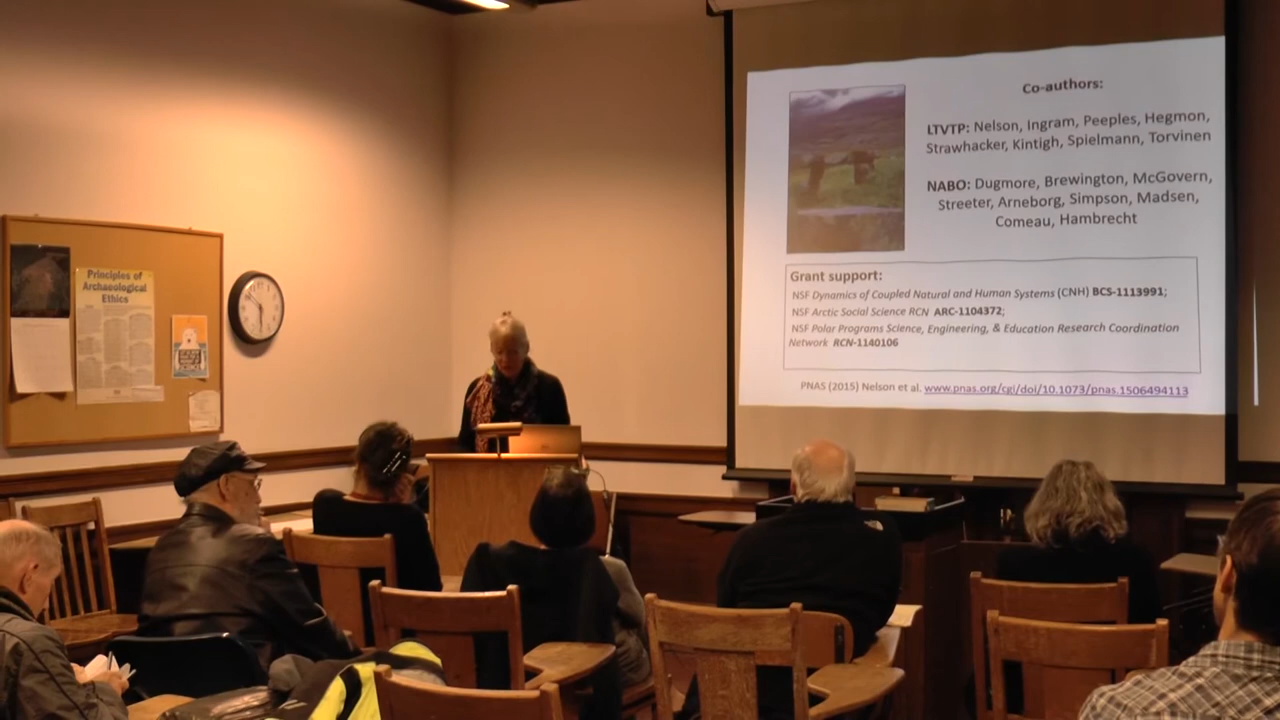 Co-authors:
LTVTP: Nelson, Ingram, Peeples, Hegmon,
Strawhacker, Kintigh, Spielmann, Torvinen
NABO: Dugmore, Brewington, McGovern,
Streeter, Arneborg, Simpson, Madsen,
Comeau, Hambrecht
Grant support:
NSF Dynamics of Coupled Natural and Human Systems (CNH) BCS-1113991;
NSF Arctic Social Science RCN ARC-1104372;
NSF Polar Programs Science, Engineering, & Education Research Coordination
Network RCN-1140106
PNAS (2015) Nelson et al. www.pnas.org/cgi/doi/10.1073/pnas.1506494113
Principles of
Archaeological
Ethics